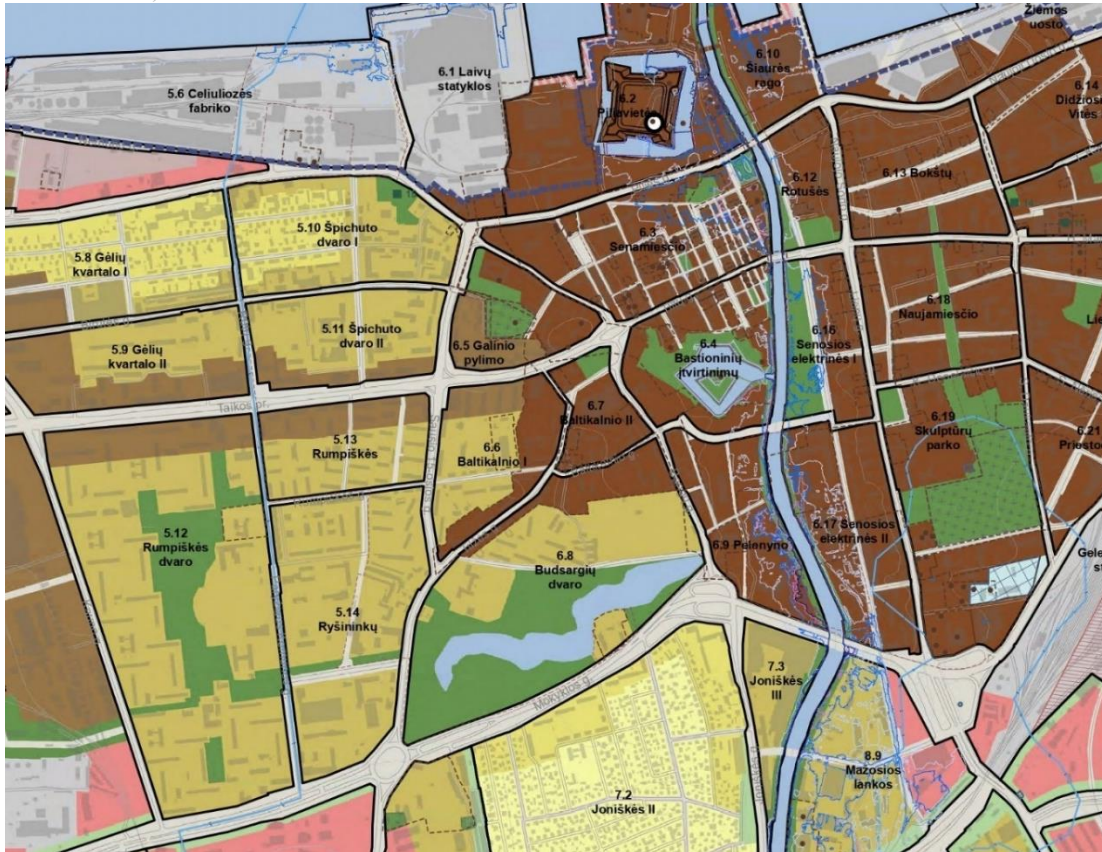 Žiemos
uosto
6.10
Šiaurės
rago
6.1 Laivų
statyklos
5.6 Celiuliozės
fabriko
6.2
Piliavietės
6.14
Didžiosios
Vitės
6.12
Rotušės
6.13 Bokštų
6.3
Senamiesčio
5.10 Špichuto
dvaro I
5.8 Gėlių
kvartalo I
6.18
Naujamiesčio
6.16
Senosios
elektrinės I
5.11 Špichuto
dvaro II
6.5 Galinio
pylimo
6.4
Bastioninių
įtvirtinimų
5.9 Gėlių
kvartalo II
Taikos pr.
6.7
Baltikalnio II
6.19
Skulptūrų
parko
6.21
5.13
Rumpiškės
6.6
Baltikalnio I
6.17 Senosios
elektrinės II
6.9 Pelenyno
5.12
Rumpiškės
dvaro
6.8
Budsargių
dvaro
5.14
Ryšininkų
7.3
Joniškės
III
Mokyklos g.
8.9
Mažosios
lankos
7.2
Joniškės II